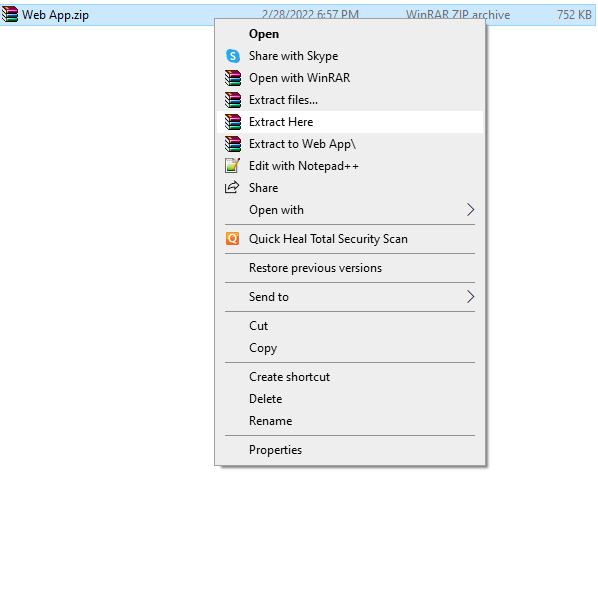 Web App.zip 2/28/2022 6:57 PM WinRAR ZIP archive 752 KB
Open
Share with Skype
Open with WinRAR
Extract files...
Extract Here
Extract to Web App\
Edit with Notepad++
Share
Open with
Quick Heal Total Security Scan
Restore previous versions
Send to
Cut
Copy
Create shortcut
Delete
Rename
Properties